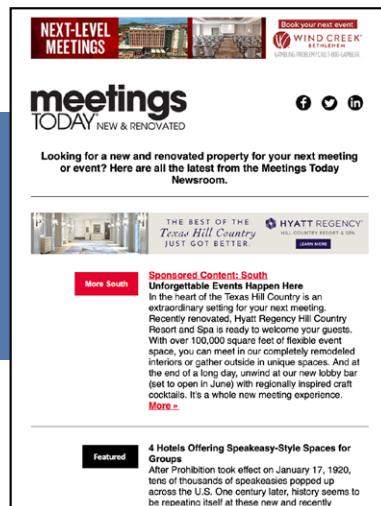 NEXT-LEVEL
MEETINGS
Book your next event
WIND CREEK
BETHLEHEM
GAMBLING PROBLEM? CALL 1-800-GAMBLER.
meetings
TODAY NEW & RENOVATED
Looking for a new and renovated property for your next meeting
or event? Here are all the latest from the Meetings Today
Newsroom.
THE BEST OF THE
Texas Hill Country
JUST GOT BETTER.
HYATT REGENCY
HILL COUNTRY RESORT & SPA
LEARN MORE
More South
Sponsored Content: South
Unforgettable Events Happen Here
In the heart of the Texas Hill Country is an
extraordinary setting for your next meeting.
Recently renovated, Hyatt Regency Hill Country
Resort and Spa is ready to welcome your guests.
With over 100,000 square feet of flexible event
space, you can meet in our completely remodeled
interiors or gather outside in unique spaces. And at
the end of a long day, unwind at our new lobby bar
(set to open in June) with regionally inspired craft
cocktails. It's a whole new meeting experience.
More »
Featured
4 Hotels Offering Speakeasy-Style Spaces for
Groups
After Prohibition took effect on January 17, 1920,
tens of thousands of speakeasies popped up
across the U.S. One century later, history seems to
be repeating itself at these new and recently